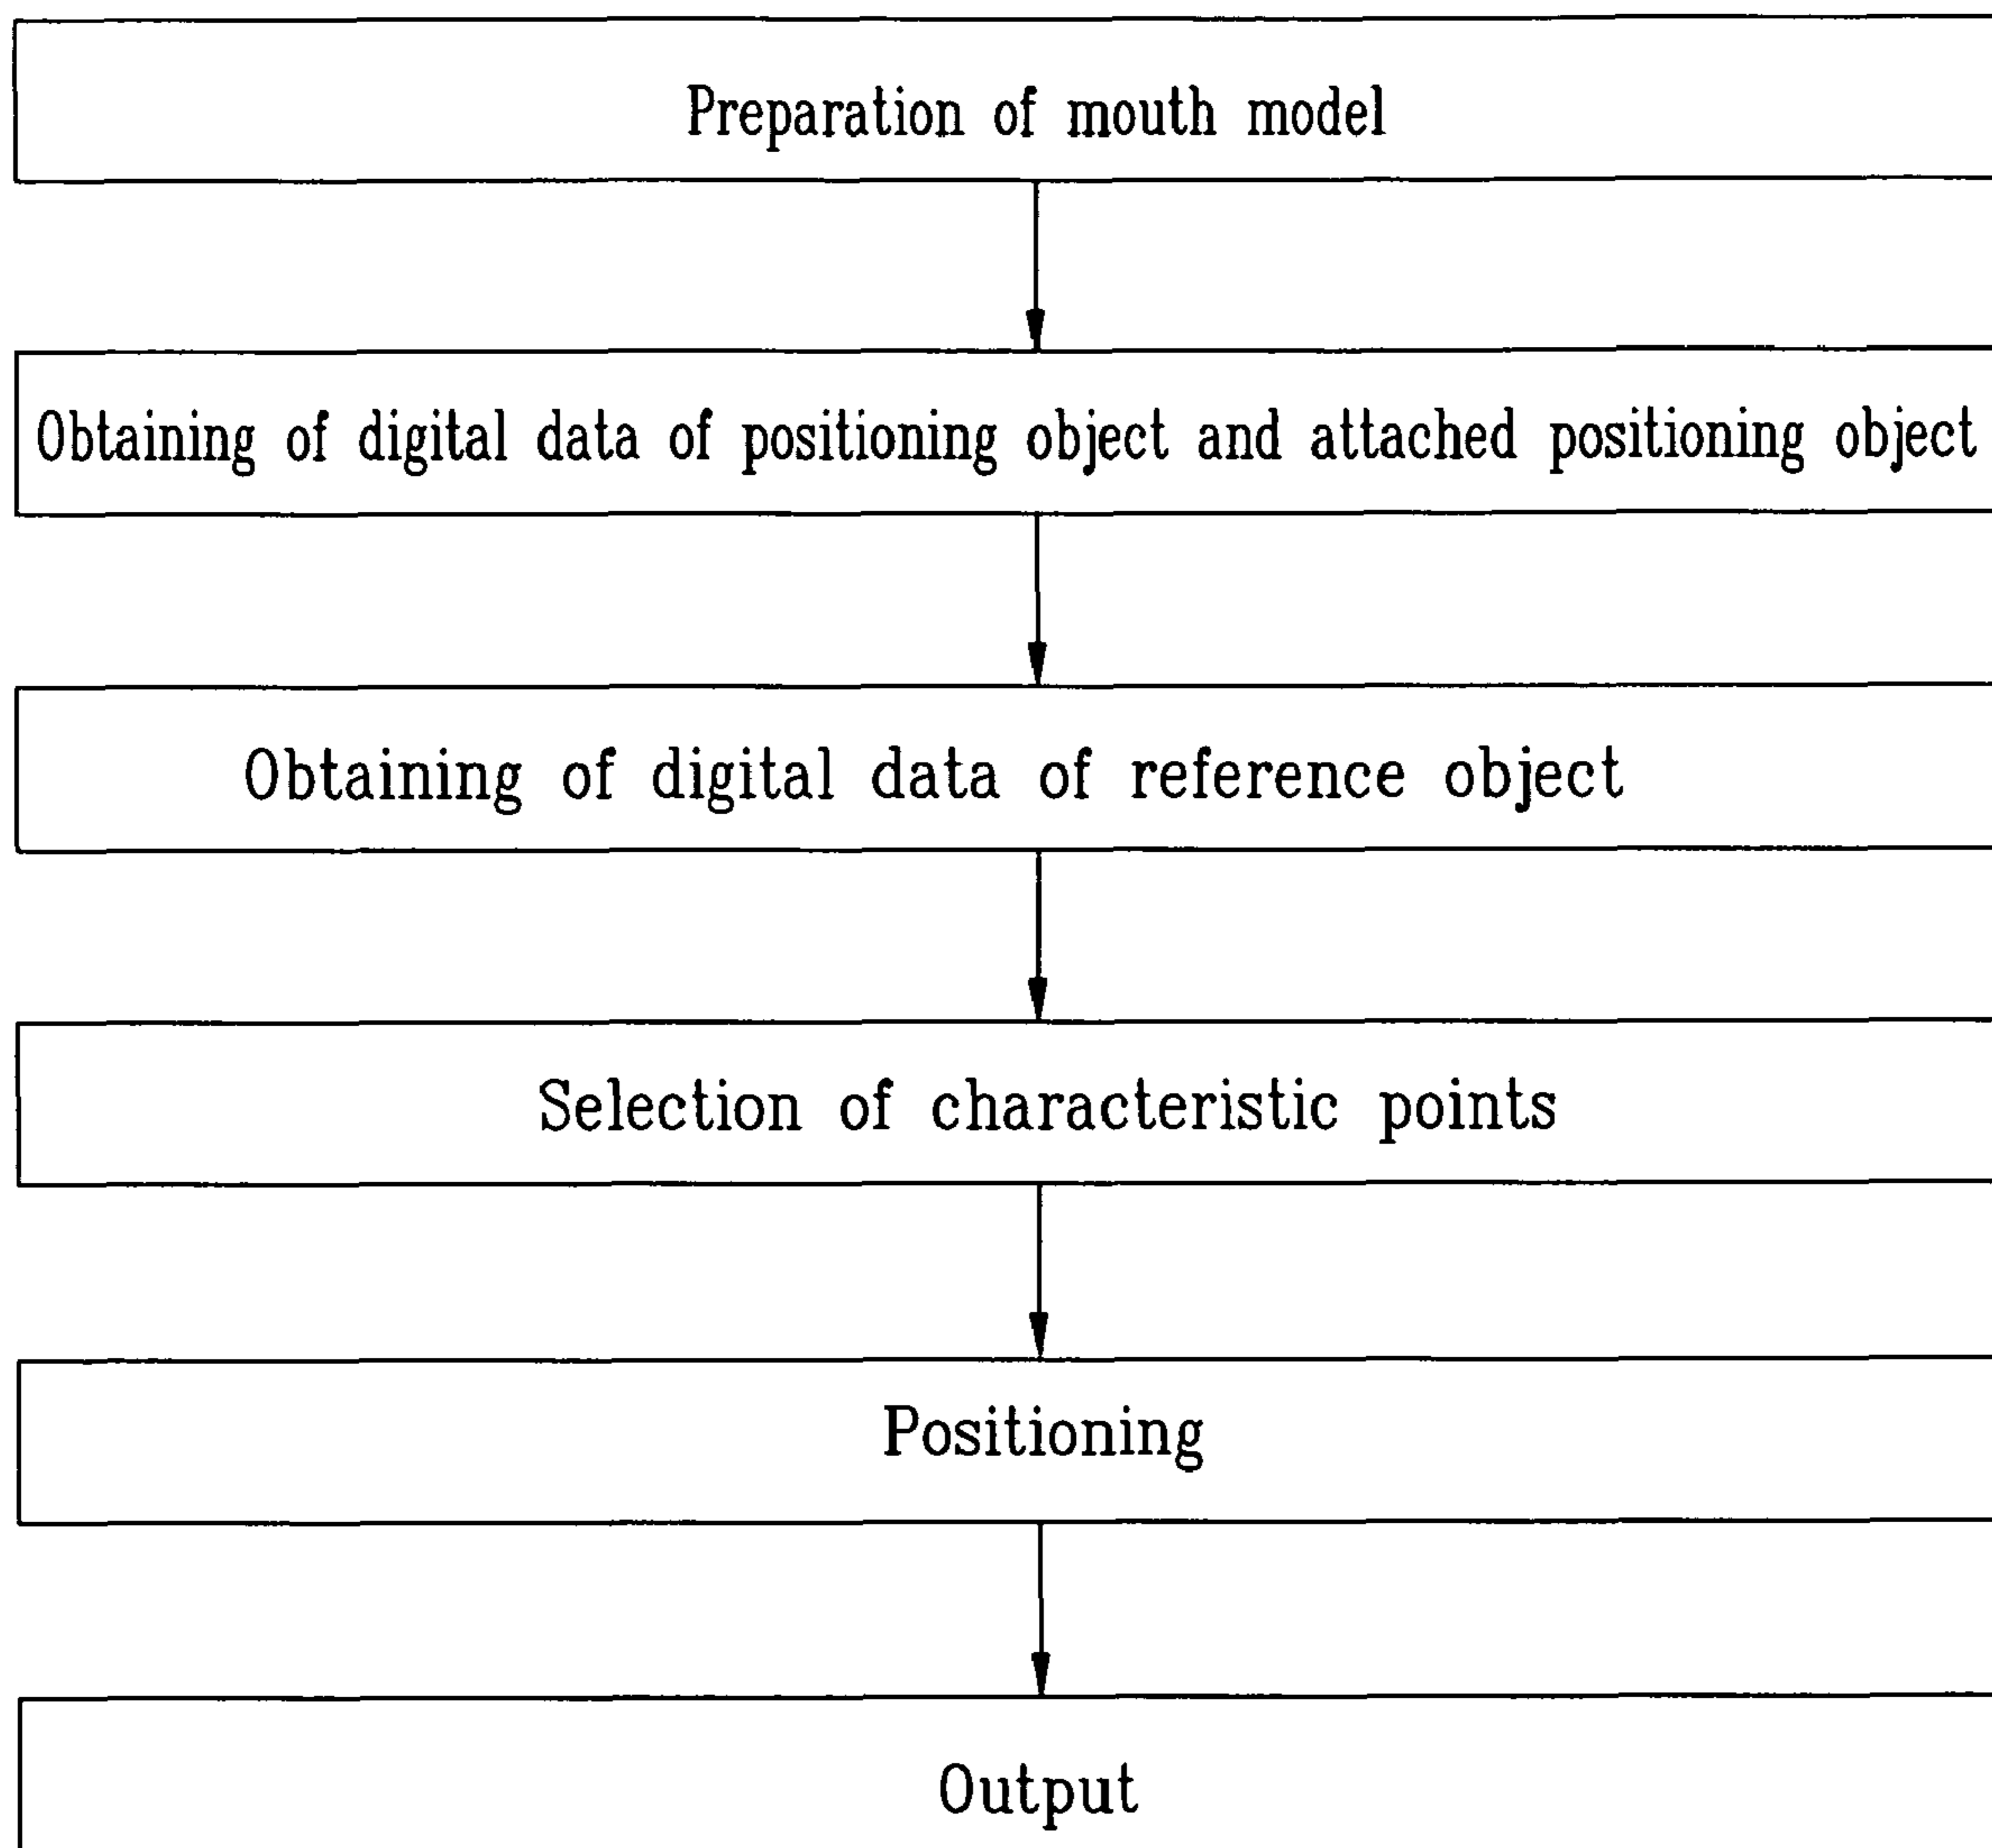 Preparation of mouth model
Obtaining of digital data of positioning object and attached positioning object
Obtaining of digital data of reference object
Selection of characteristic points
Positioning
Output